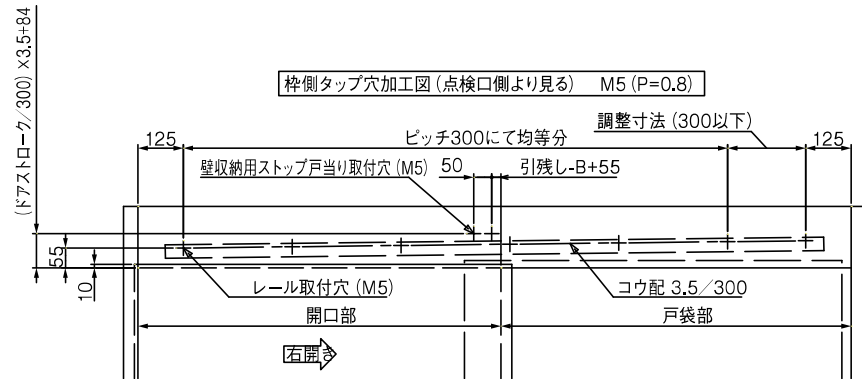 (ドアストローク/300)×3.5+84
枠側タップ穴加工図(点検口側より見る) M5(P=0.8)
調整寸法(300以下)
125
ピッチ300にて均等分
125
壁収納用ストップ戸当り取付穴(M5)
50
引残し-B+55
55
10
レール取付穴(M5)
コウ配 3.5/300
開口部
戸袋部
右開き